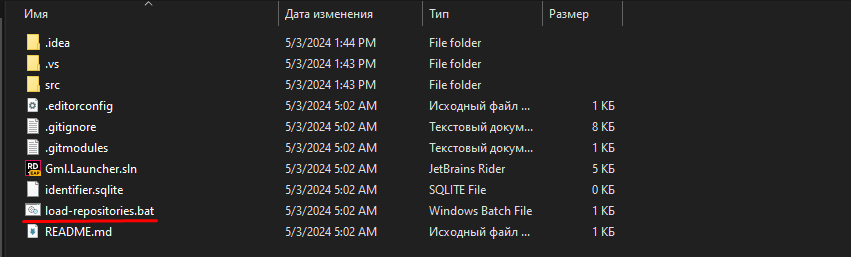 Имя Дата изменения Тип Размер
.idea 5/3/2024 1:44 PM File folder
.vs 5/3/2024 1:43 PM File folder
src 5/3/2024 1:43 PM File folder
.editorconfig 5/3/2024 5:02 AM Исходный файл ... 1 КБ
.gitignore 5/3/2024 5:02 AM Текстовый докум... 8 КБ
.gitmodules 5/3/2024 5:02 AM Текстовый докум... 1 КБ
Gml.Launcher.sln 5/3/2024 5:02 AM JetBrains Rider 5 КБ
identifier.sqlite 5/3/2024 5:02 AM SQLITE File 0 КБ
load-repositories.bat 5/3/2024 5:02 AM Windows Batch File 1 КБ
README.md 5/3/2024 5:02 AM Исходный файл ... 1 КБ